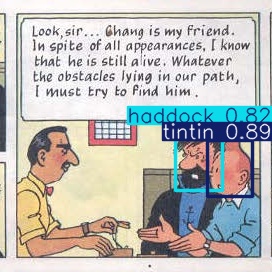 Look, sir... Chang is my friend.
In spite of all appearances, I know
that he is still alive. Whatever
the obstacles lying in our path,
I must try to find him.
haddock 0.82
tintin 0.89